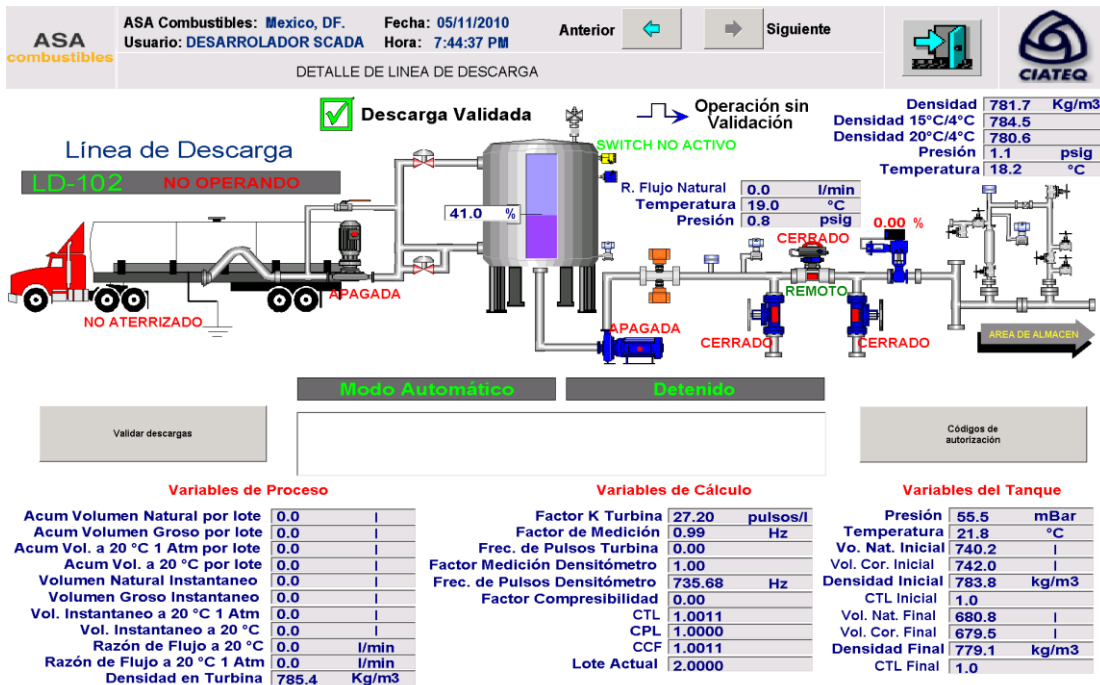 ASA
combustibles
ASA Combustibles: Mexico, DF.
Usuario: DESARROLADOR SCADA
Fecha: 05/11/2010
Hora: 7:44:37 PM
DETALLE DE LINEA DE DESCARGA
Anterior
Siguiente
CIATEQ
Descarga Validada
Operación sin
Validación
Densidad 781.7 Kg/m3
Densidad 15°C/4°C 784.5
Densidad 20°C/4°C 780.6
Presión 1.1 psig
Temperatura 18.2 °C
Línea de Descarga
LD-102 NO OPERANDO
SWITCH NO ACTIVO
41.0 %
R. Flujo Natural 0.0 l/min
Temperatura 19.0 °C
Presión 0.8 psig
0.00 %
CERRADO
REMOTO
APAGADA
NO ATERRIZADO
APAGADA
CERRADO
CERRADO
AREA DE ALMACEN
Modo Automático
Detenido
Validar descargas
Códigos de
autorización
Variables de Proceso
Acum Volumen Natural por lote 0.0 l
Acum Volumen Groso por lote 0.0 l
Acum Vol. a 20 °C 1 Atm por lote 0.0 l
Acum Vol. a 20 °C por lote 0.0 l
Volumen Natural Instantaneo 0.0 l
Volumen Groso Instantaneo 0.0 l
Vol. Instantaneo a 20 °C 1 Atm 0.0 l
Vol. Instantaneo a 20 °C 0.0 l
Razón de Flujo a 20 °C 0.0 l/min
Razón de Flujo a 20 °C 1 Atm 0.0 l/min
Densidad en Turbina 785.4 Kg/m3
Variables de Cálculo
Factor K Turbina 27.20 pulsos/l
Factor de Medición 0.99 Hz
Frec. de Pulsos Turbina 0.00
Factor Medición Densitómetro 1.00
Frec. de Pulsos Densitómetro 735.68 Hz
Factor Compresibilidad 0.00
CTL 1.0011
CPL 1.0000
CCF 1.0011
Lote Actual 2.0000
Variables del Tanque
Presión 55.5 mBar
Temperatura 21.8 °C
Vo. Nat. Inicial 740.2 l
Vol. Cor. Inicial 742.0 l
Densidad Inicial 783.8 kg/m3
CTL Inicial 1.0
Vol. Nat. Final 680.8 l
Vol. Cor. Final 679.5 l
Densidad Final 779.1 kg/m3
CTL Final 1.0